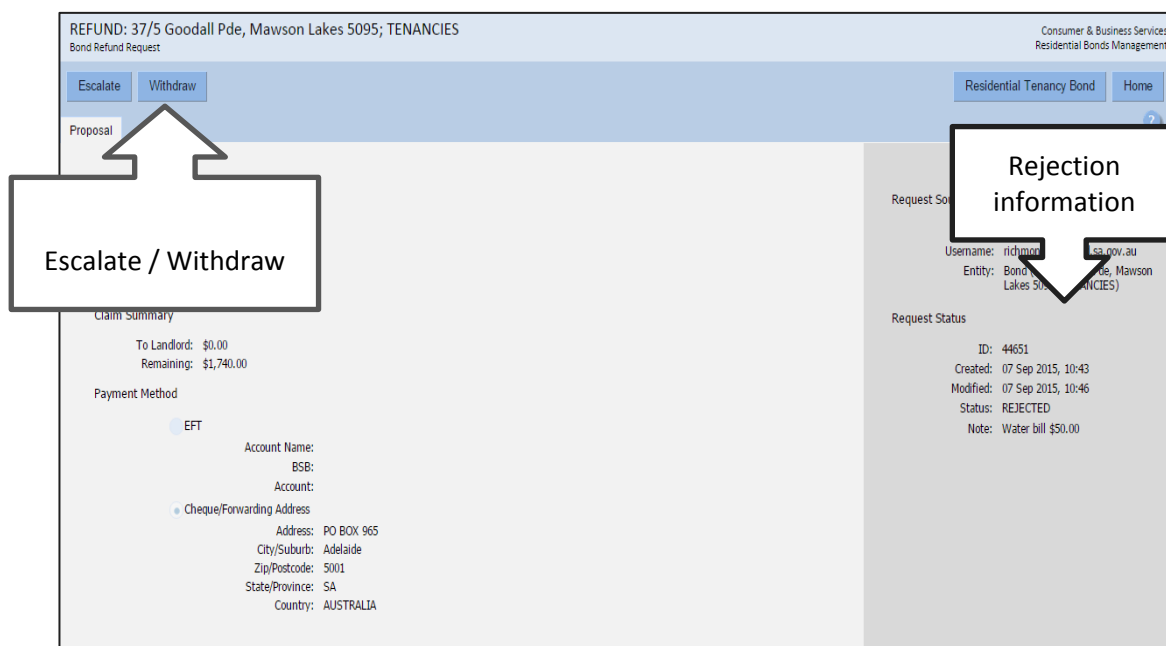 REFUND: 37/5 Goodall Pde, Mawson Lakes 5095; TENANCIES
Bond Refund Request
Consumer & Business Services
Residential Bonds Management
Escalate Withdraw
Residential Tenancy Bond Home
?
Proposal
Escalate / Withdraw
Rejection
information
Claim Summary
To Landlord: $0.00
Remaining: $1,740.00
Payment Method
EFT
Account Name:
BSB:
Account:
Cheque/Forwarding Address
Address: PO BOX 965
City/Suburb: Adelaide
Zip/Postcode: 5001
State/Province: SA
Country: AUSTRALIA
Request
Username: .sa.gov.au
Entity: Bond Mawson
Lakes
Request Status
ID: 44651
Created: 07 Sep 2015, 10:43
Modified: 07 Sep 2015, 10:46
Status: REJECTED
Note: Water bill $50.00